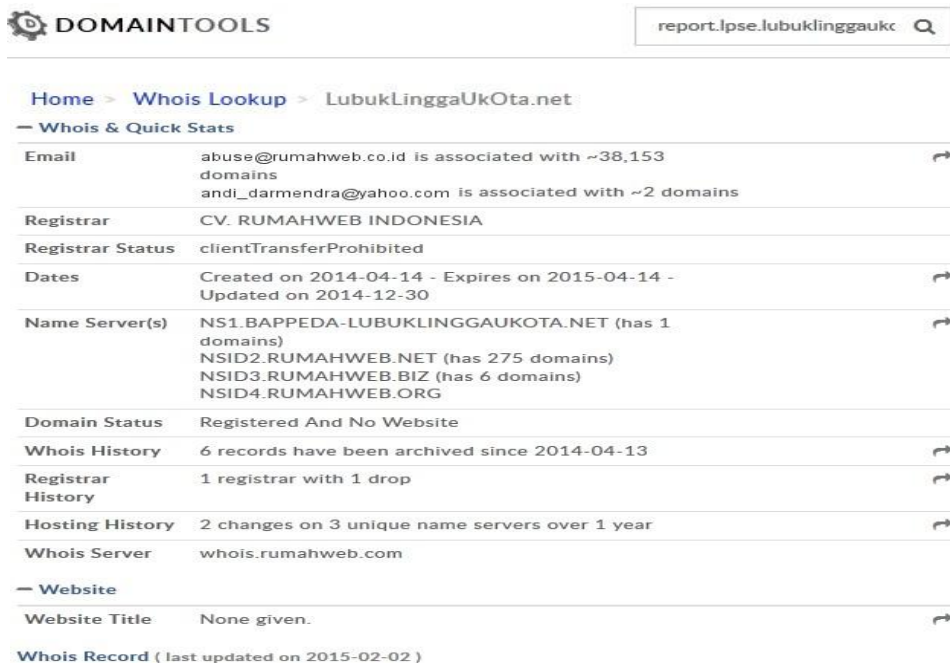 DOMAINTOOLS
report.lpse.lubuklinggaukc
Home > Whois Lookup > LubukLinggaUkOta.net
— Whois & Quick Stats
Email abuse@rumahweb.co.id is associated with ~38,153
domains
andi_darmendra@yahoo.com is associated with ~2 domains
Registrar CV. RUMAHWEB INDONESIA
Registrar Status clientTransferProhibited
Dates Created on 2014-04-14 - Expires on 2015-04-14 -
Updated on 2014-12-30
Name Server(s) NS1.BAPPEDA-LUBUKLINGGAUKOTA.NET (has 1
domains)
NSID2.RUMAHWEB.NET (has 275 domains)
NSID3.RUMAHWEB.BIZ (has 6 domains)
NSID4.RUMAHWEB.ORG
Domain Status Registered And No Website
Whois History 6 records have been archived since 2014-04-13
Registrar 1 registrar with 1 drop
History
Hosting History 2 changes on 3 unique name servers over 1 year
Whois Server whois.rumahweb.com
— Website
Website Title None given.
Whois Record ( last updated on 2015-02-02 )